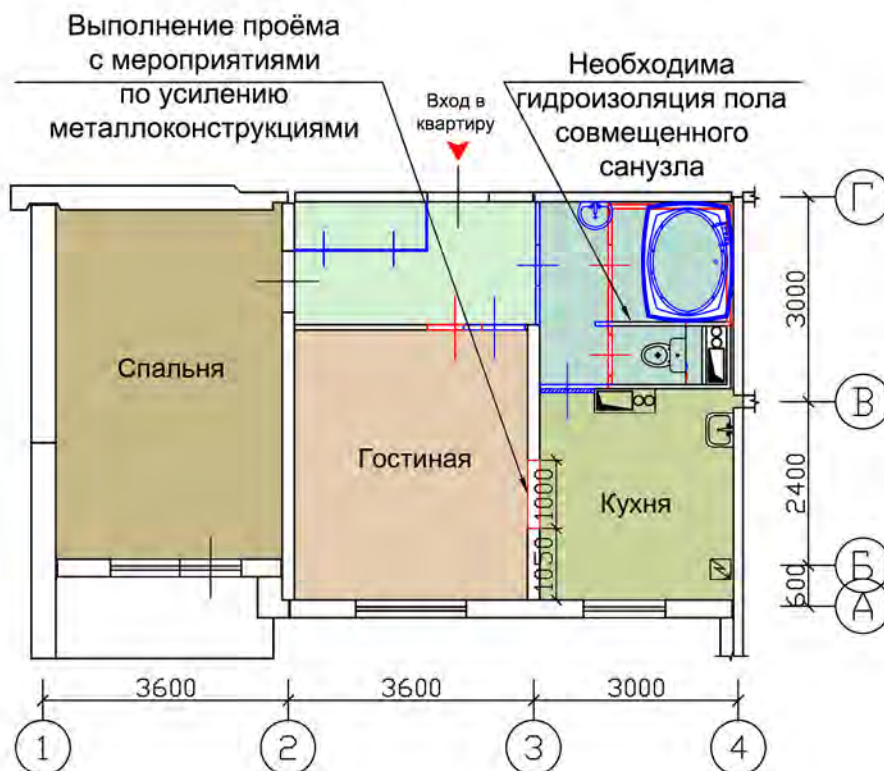 Выполнение проёма
с мероприятиями
по усилению
металлоконструкциями
Вход в
квартиру
Необходима
гидроизоляция пола
совмещенного
санузла
Г
3000
Спальня
В
Гостиная
1000
Кухня
2400
1050
Б
600
А
3600
3600
3000
1
2
3
4